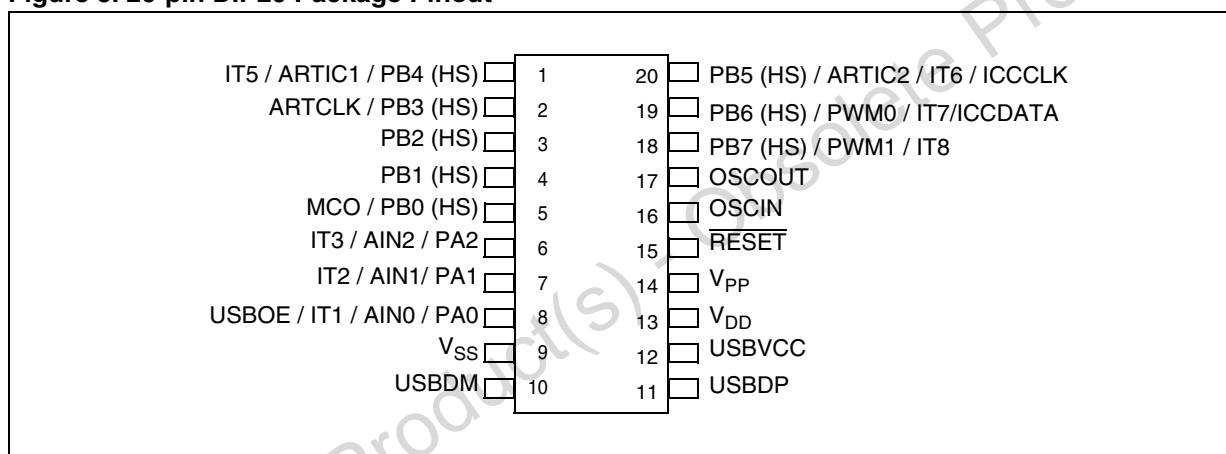 Figure 3. 20-pin DIP20 Package Pinout
IT5 / ARTIC1 / PB4 (HS) 1 20 PB5 (HS) / ARTIC2 / IT6 / ICCCLK
ARTCLK / PB3 (HS) 2 19 PB6 (HS) / PWM0 / IT7/ICCDATA
PB2 (HS) 3 18 PB7 (HS) / PWM1 / IT8
PB1 (HS) 4 17 OSCOUT
MCO / PB0 (HS) 5 16 OSCIN
IT3 / AIN2 / PA2 6 15 RESET
IT2 / AIN1/ PA1 7 14 VPP
USBOE / IT1 / AIN0 / PA0 8 13 VDD
VSS 9 12 USBVCC
USBDM 10 11 USBDP
Product(s) - Obsolete Pro